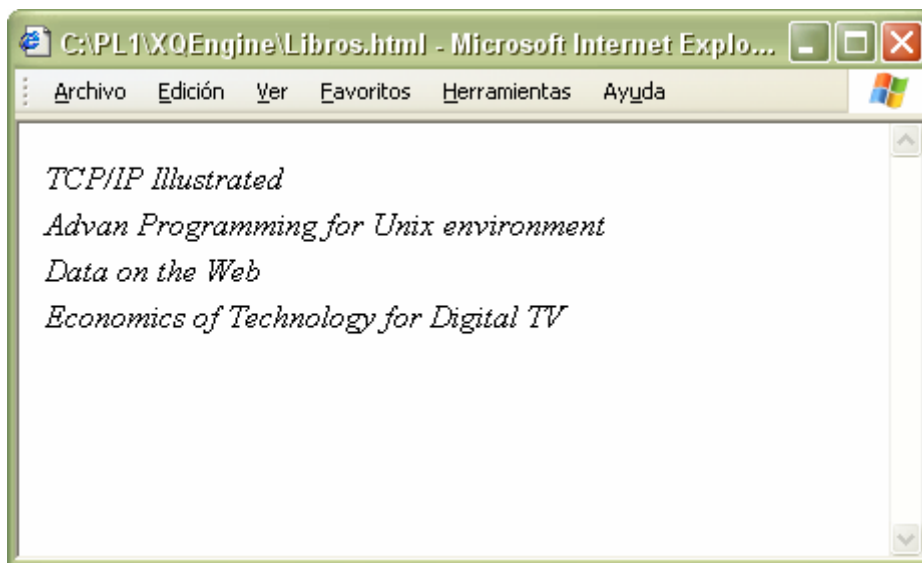 C:\PL1\XQEngine\Libros.html - Microsoft Internet Explo...
Archivo Edición Ver Favoritos Herramientas Ayuda
TCP/IP Illustrated
Advan Programming for Unix environment
Data on the Web
Economics of Technology for Digital TV